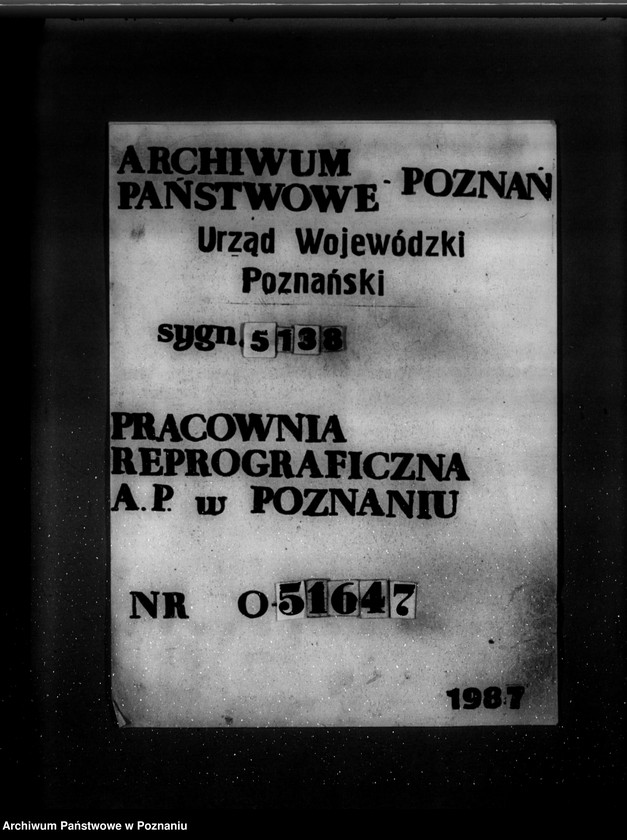 ARCHIWUM
PAŃSTWOWE - POZNAŃ
Urząd Wojewódzki
Poznański
sygn. 5138
PRACOWNIA
REPROGRAFICZNA
A.P. w POZNANIU
NR O-51647
1987
Archiwum Państwowe w Poznaniu